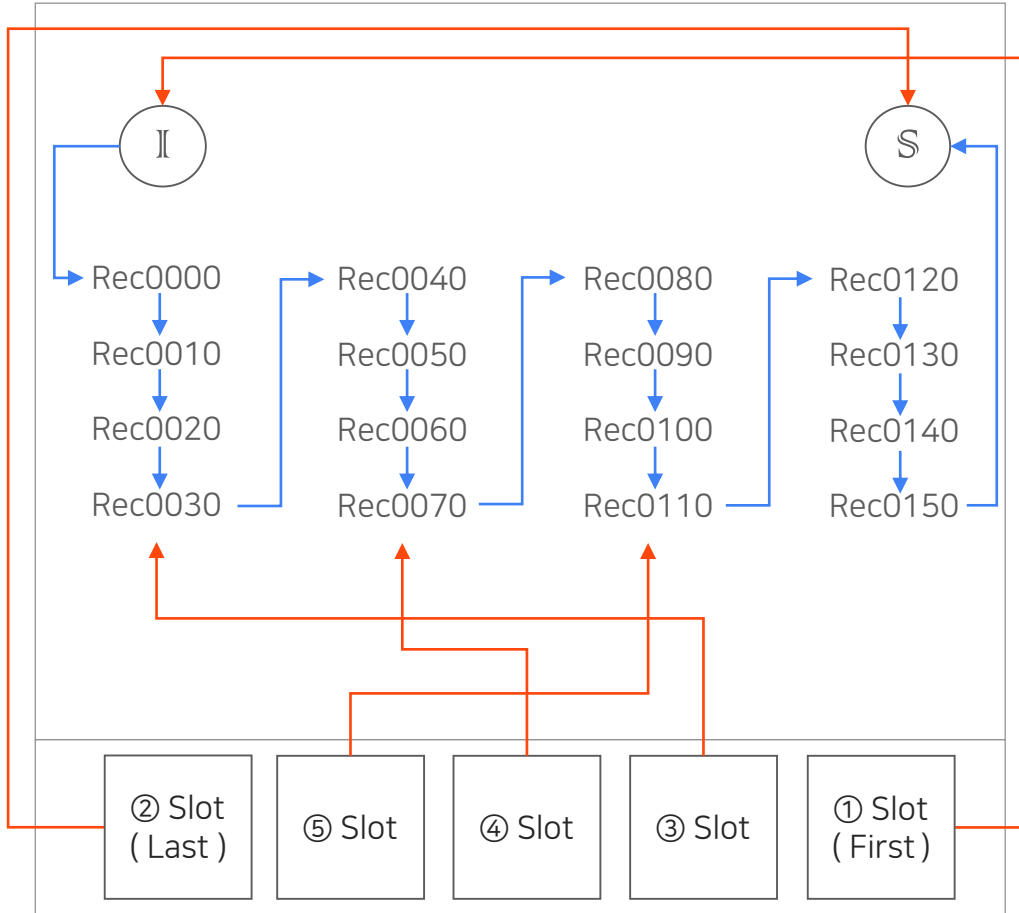 𝕀
𝕊
Rec0000
Rec0040
Rec0080
Rec0120
Rec0010
Rec0050
Rec0090
Rec0130
Rec0020
Rec0060
Rec0100
Rec0140
Rec0030
Rec0070
Rec0110
Rec0150
② Slot
( Last )
⑤ Slot
④ Slot
③ Slot
① Slot
( First )